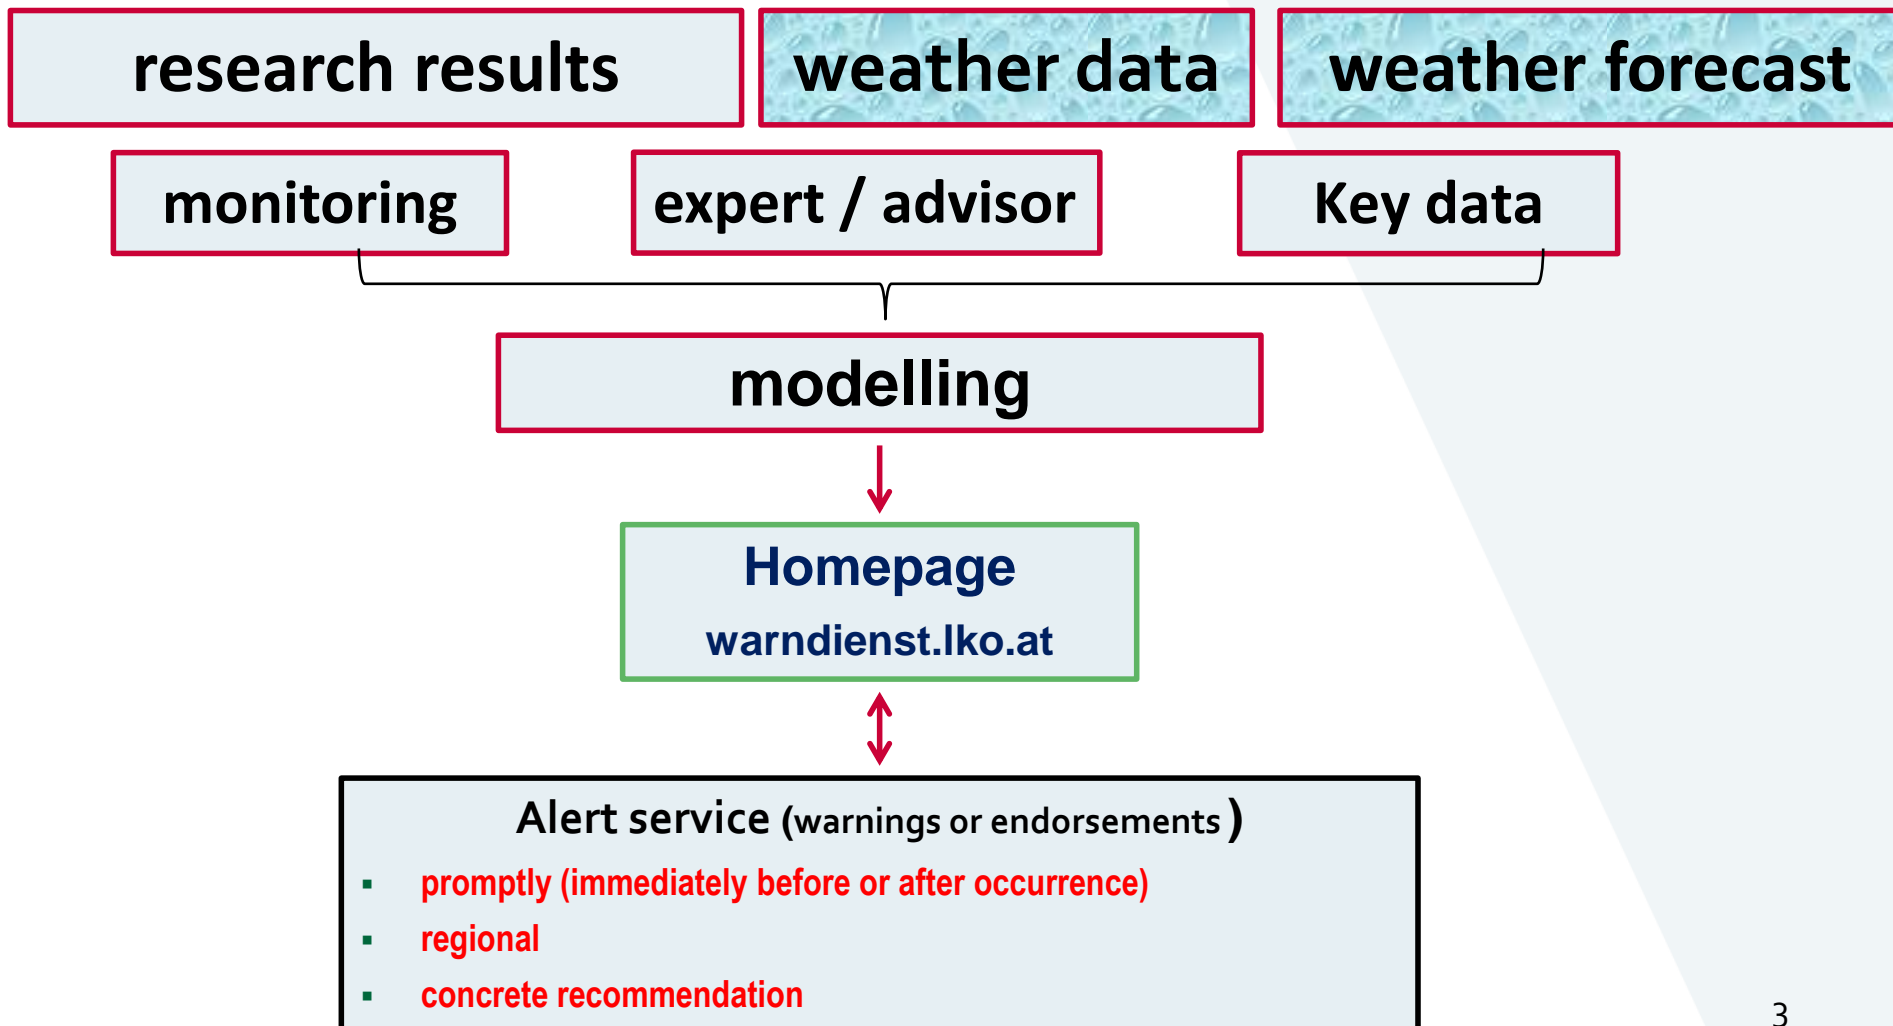 research results
weather data
weather forecast
monitoring
expert / advisor
Key data
modelling
Homepage
warndienst.lko.at
Alert service (warnings or endorsements )
▪ promptly (immediately before or after occurrence)
▪ regional
▪ concrete recommendation
3